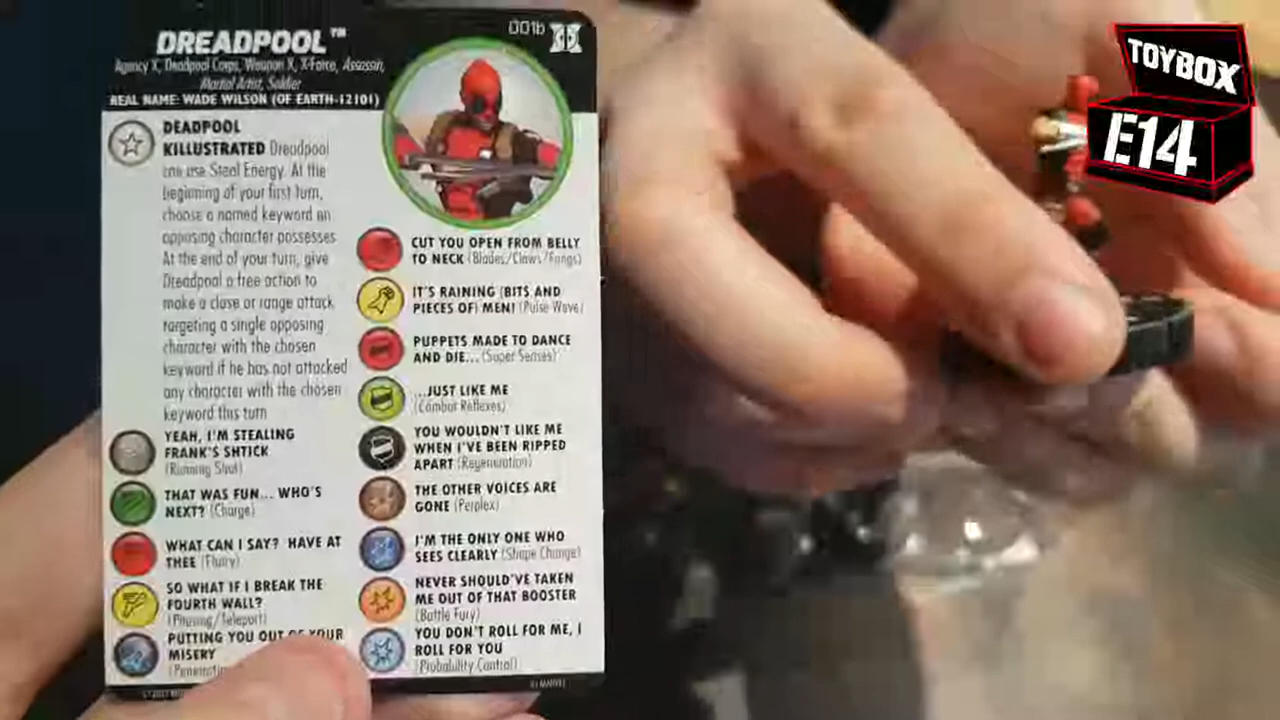 DREADPOOL™
001b
Agency X, Deadpool Corps, Weapon X, X-Force, Assassin,
Martial Artist, Soldier
REAL NAME: WADE WILSON (OF EARTH-12101)
DEADPOOL
KILLUSTRATED Dreadpool
can use Steal Energy. At the
beginning of your first turn,
choose a named keyword an
opposing character possesses
At the end of your turn, give
Dreadpool a free action to
make a close or range attack
targeting a single opposing
character with the chosen
keyword if he has not attacked
any character with the chosen
keyword this turn
YEAH, I'M STEALING
FRANK'S SHTICK
(Running Shot)
THAT WAS FUN... WHO'S
NEXT? (Charge)
WHAT CAN I SAY? HAVE AT
THEE (Flurry)
SO WHAT IF I BREAK THE
FOURTH WALL?
(Phasing/Teleport)
PUTTING YOU OUT OF YOUR
MISERY
CUT YOU OPEN FROM BELLY
TO NECK (Blades/Claws/Fangs)
IT'S RAINING (BITS AND
PIECES OF) MEN! (Pulse Wave)
PUPPETS MADE TO DANCE
AND DIE... (Super Senses)
...JUST LIKE ME
(Combat Reflexes)
YOU WOULDN'T LIKE ME
WHEN I'VE BEEN RIPPED
APART (Regeneration)
THE OTHER VOICES ARE
GONE (Perplex)
I'M THE ONLY ONE WHO
SEES CLEARLY (Shape Change)
NEVER SHOULD'VE TAKEN
ME OUT OF THAT BOOSTER
(Battle Fury)
YOU DON'T ROLL FOR ME, I
ROLL FOR YOU
(Probability Control)
MARVEL
TOYBOX
E14